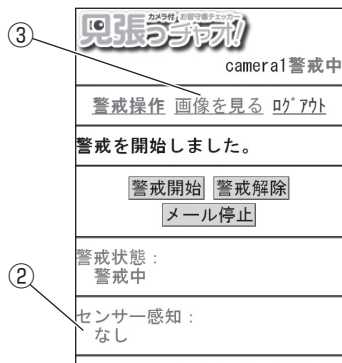 カメラ付 お留守番チェッカー
見張っチャオ!
camera1警戒中
③
警戒操作 画像を見る ﾛｸﾞｱｳﾄ
警戒を開始しました。
警戒開始 警戒解除
メール停止
警戒状態：
警戒中
②
センサー感知：
なし